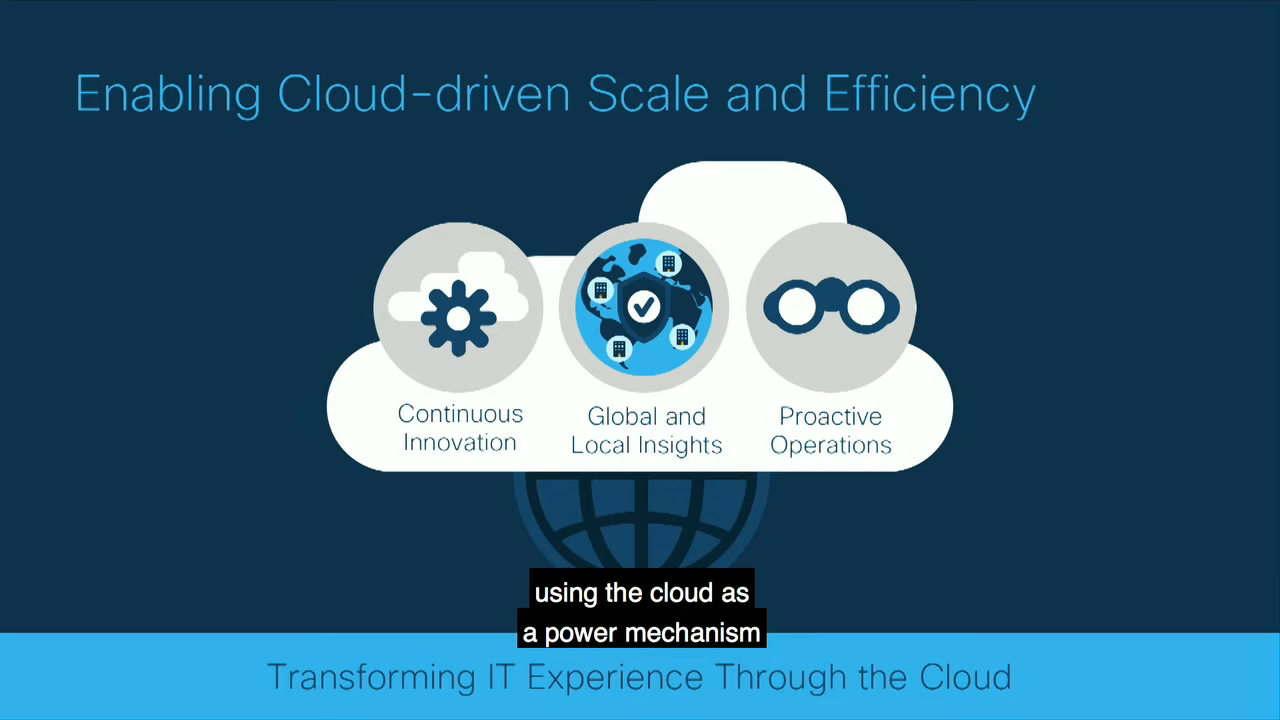 Enabling Cloud-driven Scale and Efficiency
Continuous
Innovation
Global and
Local Insights
Proactive
Operations
using the cloud as
a power mechanism
Transforming IT Experience Through the Cloud